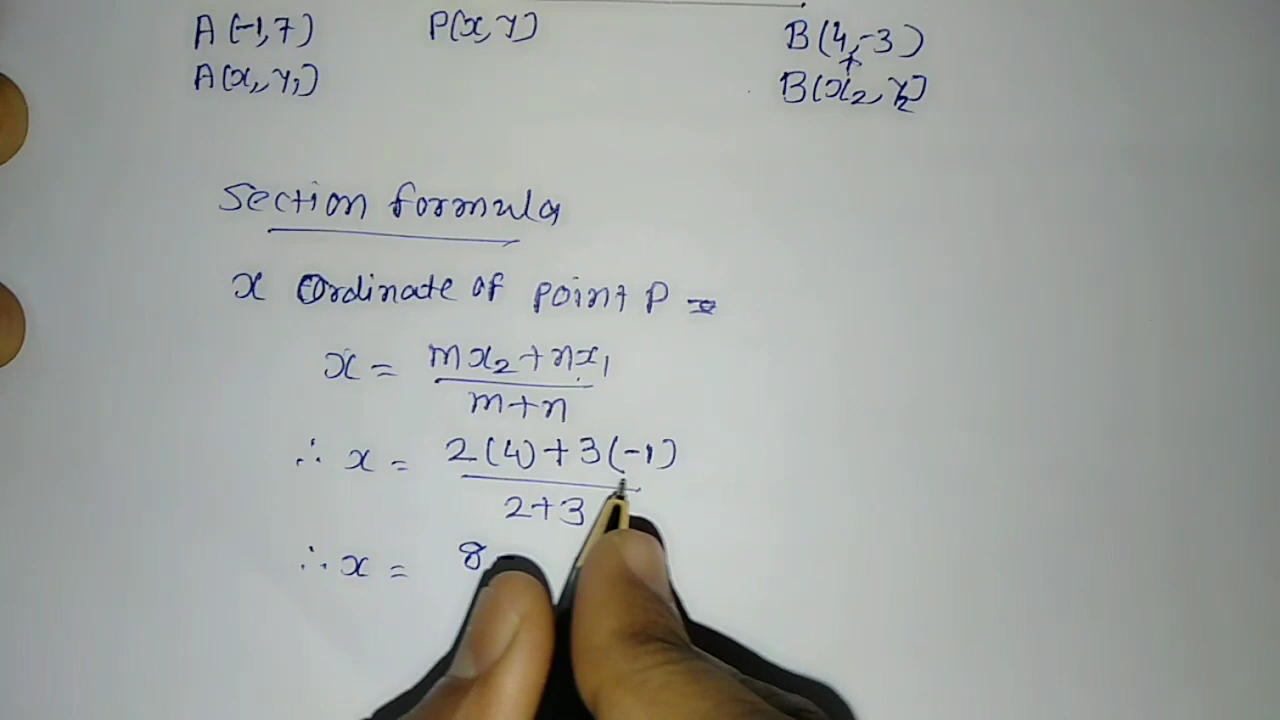 A(-1,7) P(x,y) B(4,-3)
A(x₁,y₁) B(x₂,y₂)
Section formula
x Ordinate of point P =
x = mx₂+nx₁
m+n
∴ x = 2(4)+3(-1)
2+3
∴ x = 8